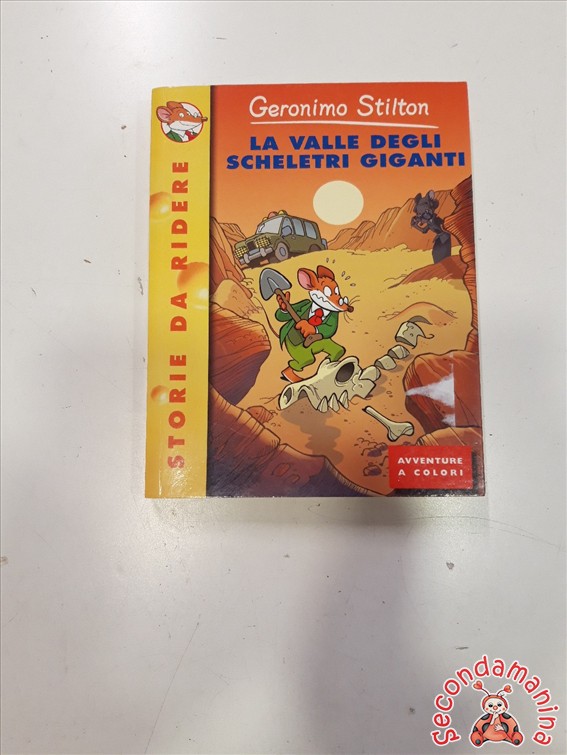 Geronimo Stilton
LA VALLE DEGLI
SCHELETRI GIGANTI
STORIE DA RIDERE
AVVENTURE
A COLORI
Secondamanina